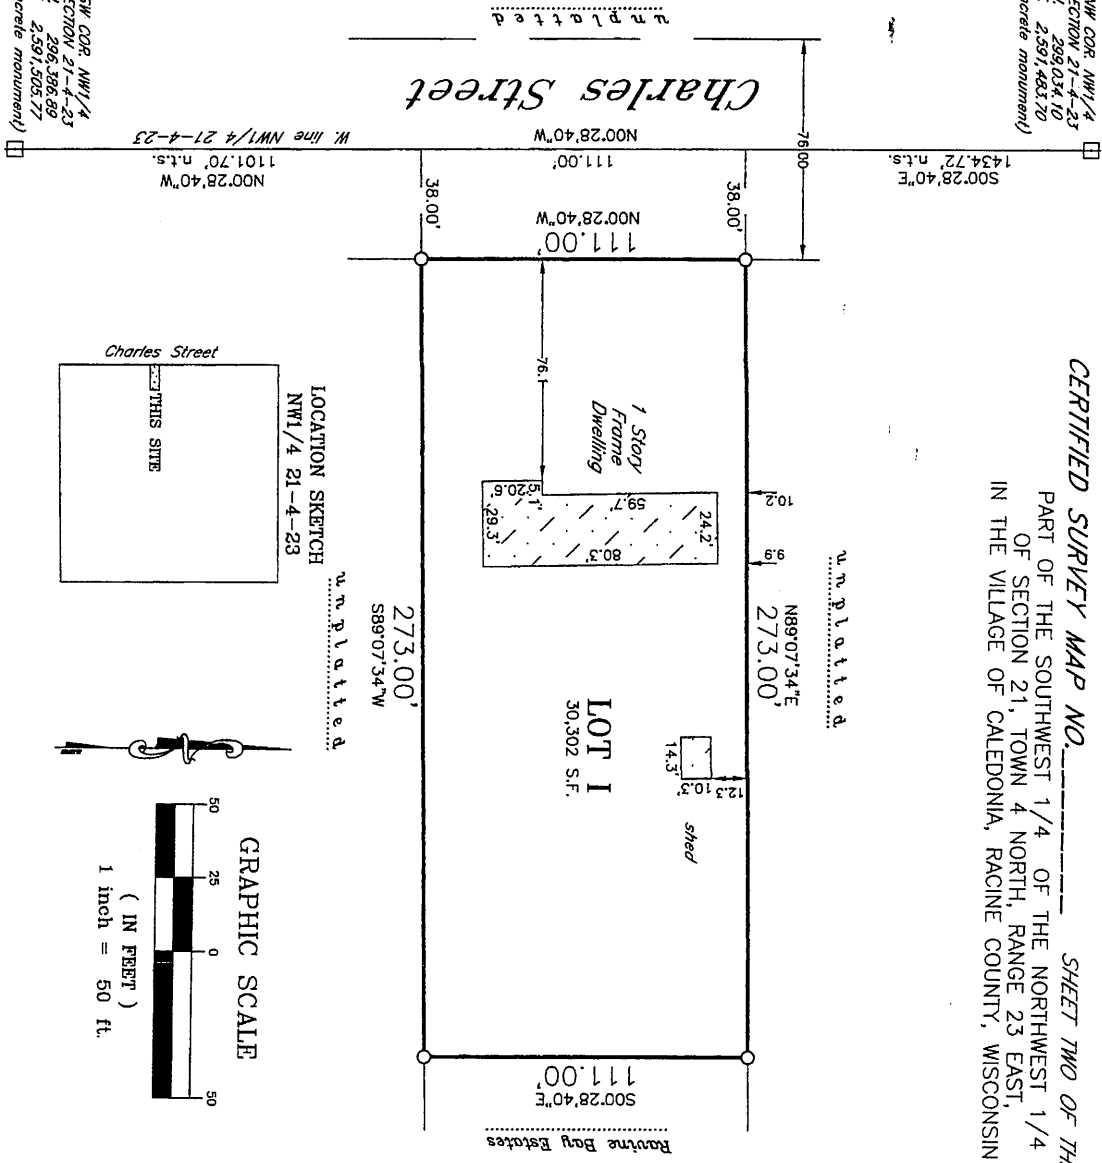 CERTIFIED SURVEY MAP NO.__________ SHEET TWO OF
PART OF THE SOUTHWEST 1/4 OF THE NORTHWEST 1/4
OF SECTION 21, TOWN 4 NORTH, RANGE 23 EAST,
IN THE VILLAGE OF CALEDONIA, RACINE COUNTY, WISCONSIN
NW COR. NW1/4
SECTION 21-4-23
299,034.10
2,591,483.70
monument)
S00°28'40"E
1434.72' n.t.s.
unplatted
Charles Street
76.00
N00°28'40"W
111.00'
W. line NW1/4 21-4-23
N00°28'40"W
1101.70' n.t.s.
SW COR. NW1/4
SECTION 21-4-23
296,386.89
2,591,505.77
monument)
38.00'
38.00'
N00°28'40"W
111.00'
76.1
1 Story
Frame
Dwelling
10.2
9.9
24.2'
59.7'
5.1'
20.6'
29.3'
80.3'
unplatted
N89°07'34"E
273.00'
LOT 1
30,302 S.F.
12.3
10.3'
14.3'
shed
273.00'
S89°07'34"W
unplatted
111.00'
S00°28'40"E
Ravine Bay Estates
LOCATION SKETCH
NW1/4 21-4-23
Charles Street
THIS SITE
GRAPHIC SCALE
50 25 0 50
( IN FEET )
1 inch = 50 ft.